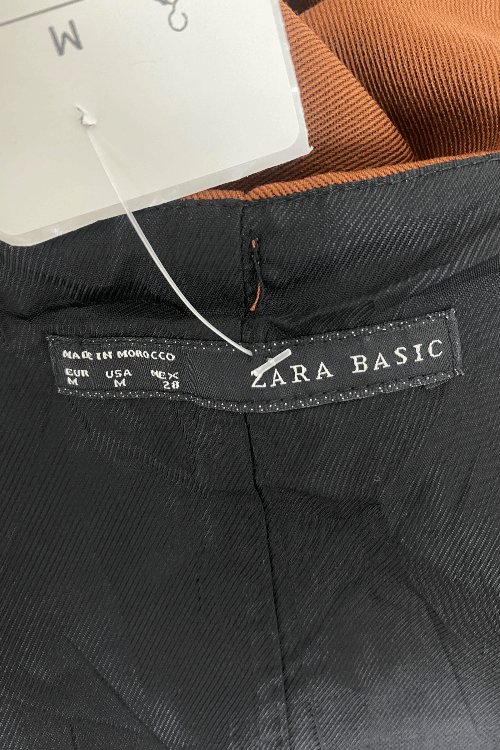 M
MADE IN MOROCCO
EUR USA MEX
M M 28
ZARA BASIC